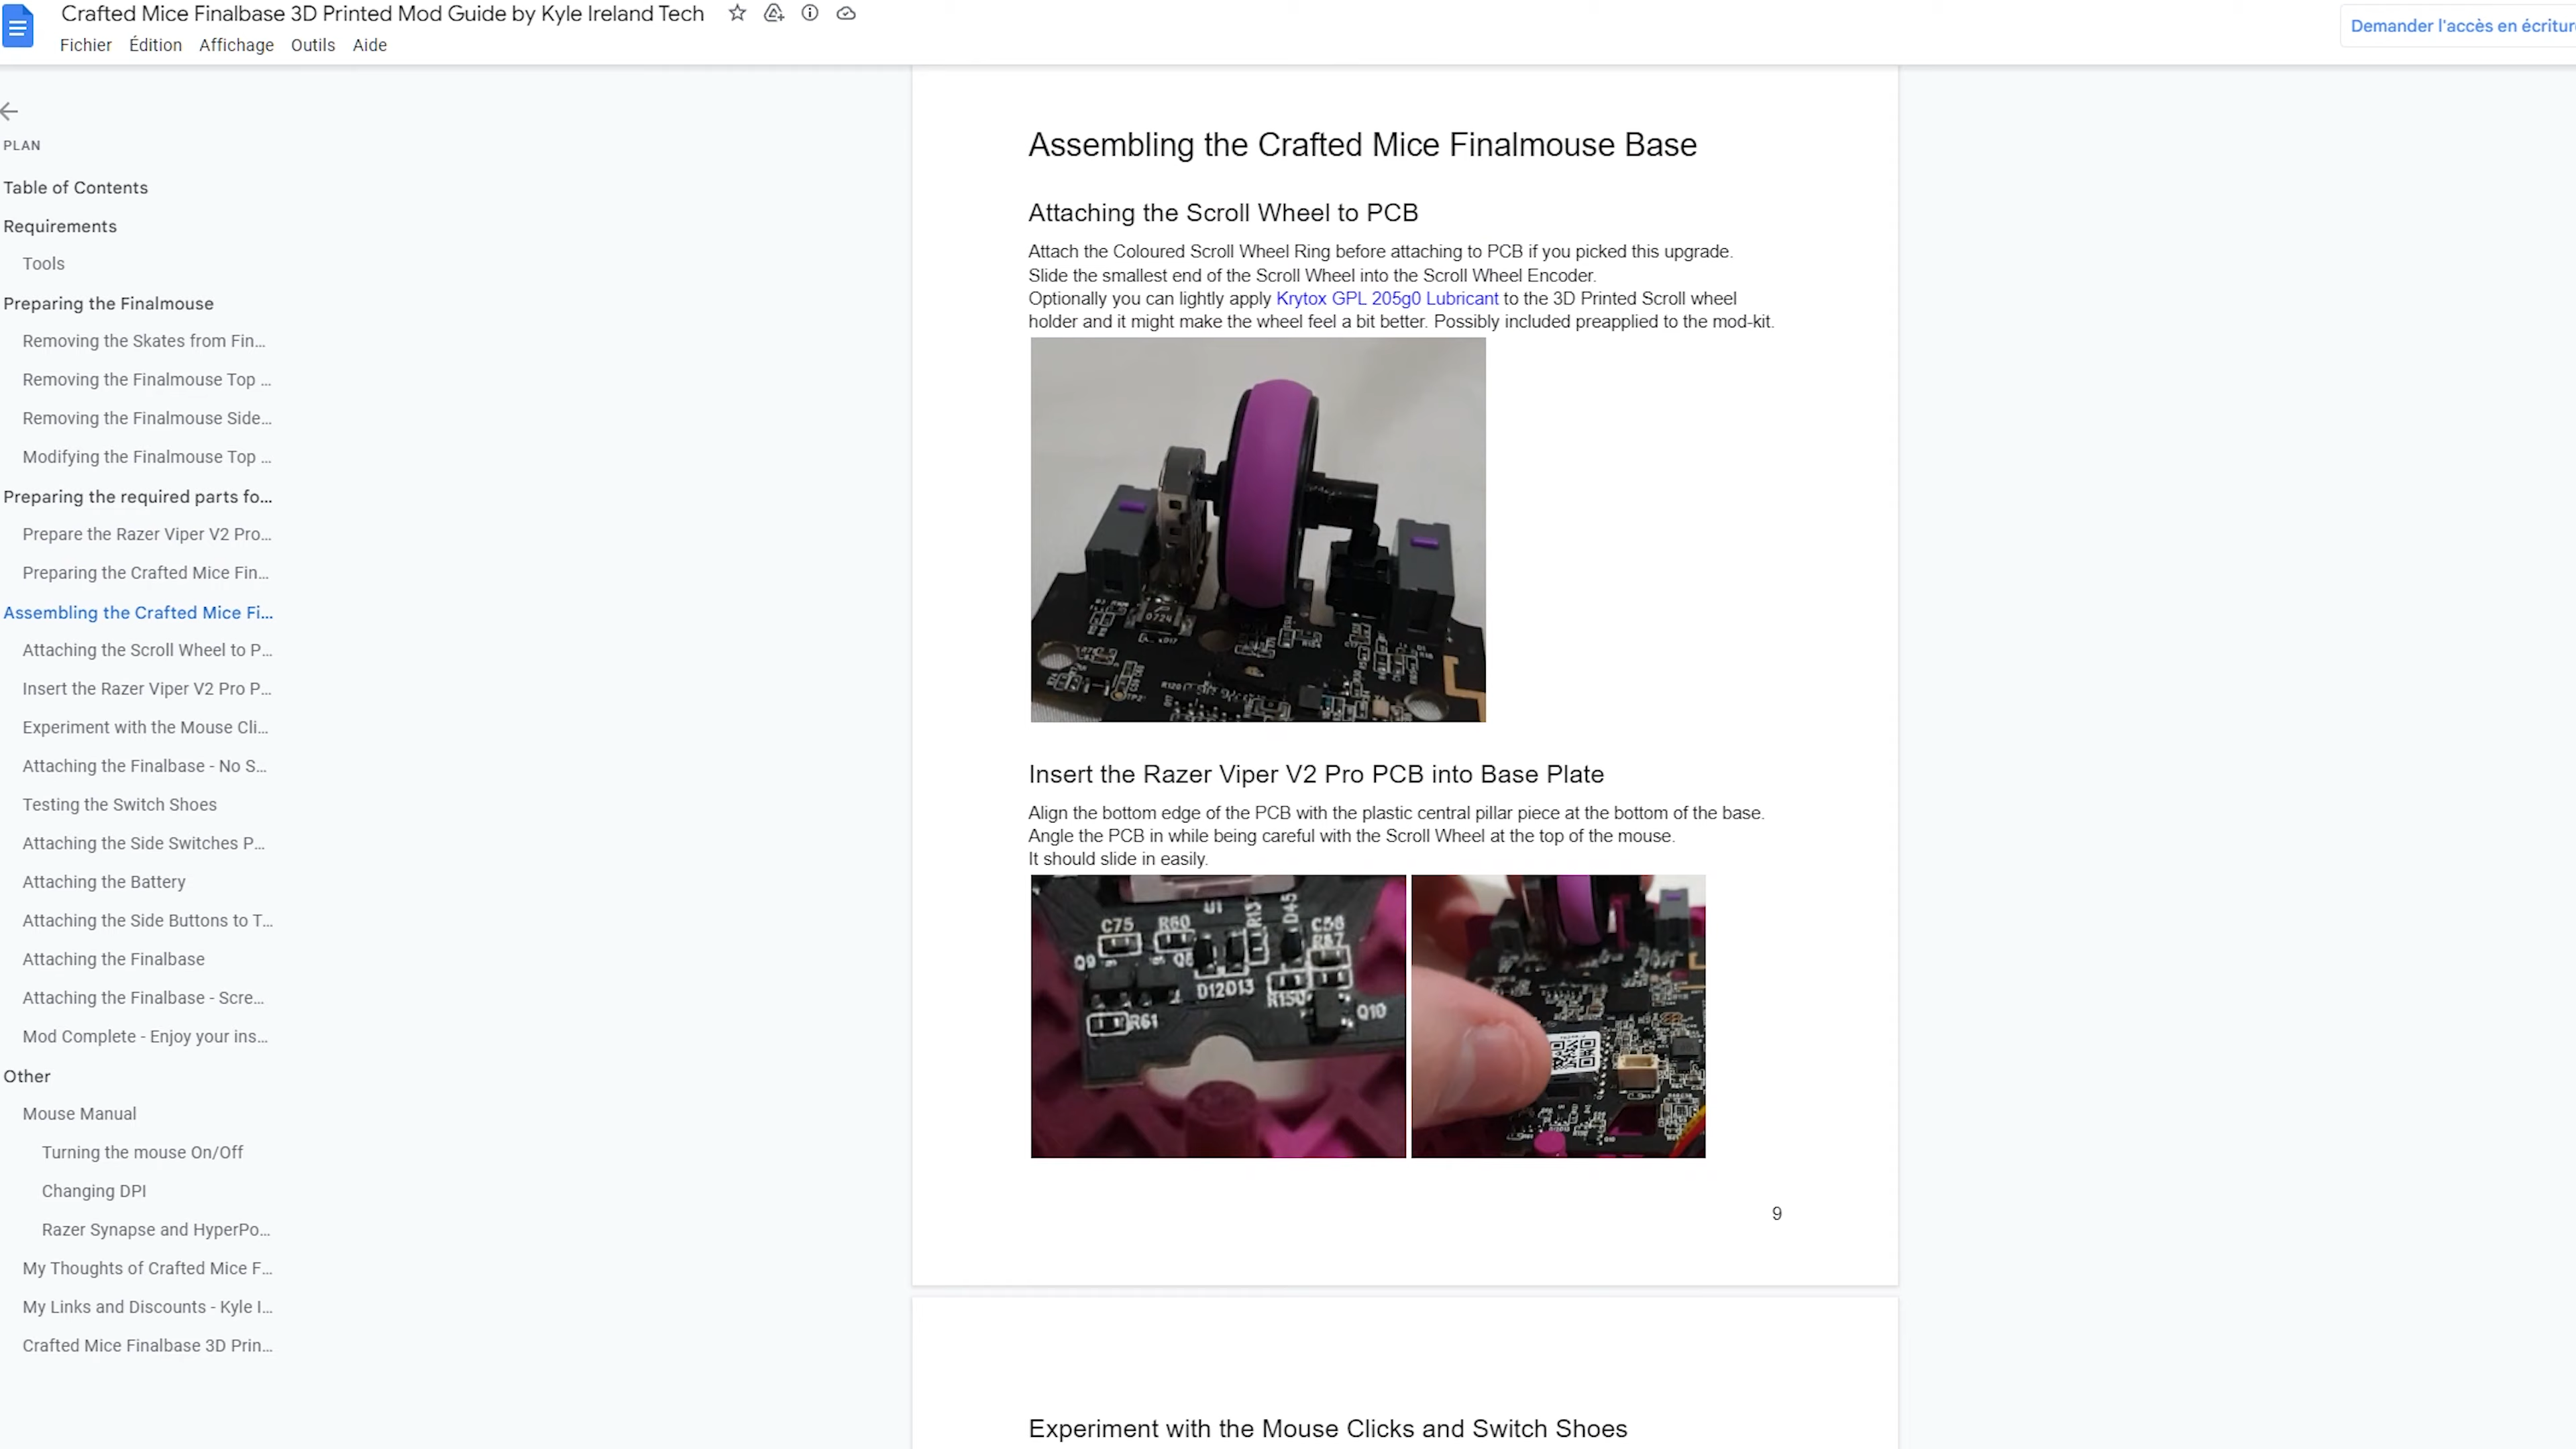 Crafted Mice Finalbase 3D Printed Mod Guide by Kyle Ireland Tech
Fichier Édition Affichage Outils Aide
Demander l'accès en écritur
PLAN
Table of Contents
Requirements
Tools
Preparing the Finalmouse
Removing the Skates from Fin...
Removing the Finalmouse Top ...
Removing the Finalmouse Side...
Modifying the Finalmouse Top ...
Preparing the required parts fo...
Prepare the Razer Viper V2 Pro...
Preparing the Crafted Mice Fin...
Assembling the Crafted Mice Fi...
Attaching the Scroll Wheel to P...
Insert the Razer Viper V2 Pro P...
Experiment with the Mouse Cli...
Attaching the Finalbase - No S...
Testing the Switch Shoes
Attaching the Side Switches P...
Attaching the Battery
Attaching the Side Buttons to T...
Attaching the Finalbase
Attaching the Finalbase - Scre...
Mod Complete - Enjoy your ins...
Other
Mouse Manual
Turning the mouse On/Off
Changing DPI
Razer Synapse and HyperPo...
My Thoughts of Crafted Mice F...
My Links and Discounts - Kyle I...
Crafted Mice Finalbase 3D Prin...
Assembling the Crafted Mice Finalmouse Base
Attaching the Scroll Wheel to PCB
Attach the Coloured Scroll Wheel Ring before attaching to PCB if you picked this upgrade.
Slide the smallest end of the Scroll Wheel into the Scroll Wheel Encoder.
Optionally you can lightly apply Krytox GPL 205g0 Lubricant to the 3D Printed Scroll wheel
holder and it might make the wheel feel a bit better. Possibly included preapplied to the mod-kit.
0724
Insert the Razer Viper V2 Pro PCB into Base Plate
Align the bottom edge of the PCB with the plastic central pillar piece at the bottom of the base.
Angle the PCB in while being careful with the Scroll Wheel at the top of the mouse.
It should slide in easily.
C75 R60 U1 D45
Q9
D12D13
R150 Q10
R61
9
Experiment with the Mouse Clicks and Switch Shoes